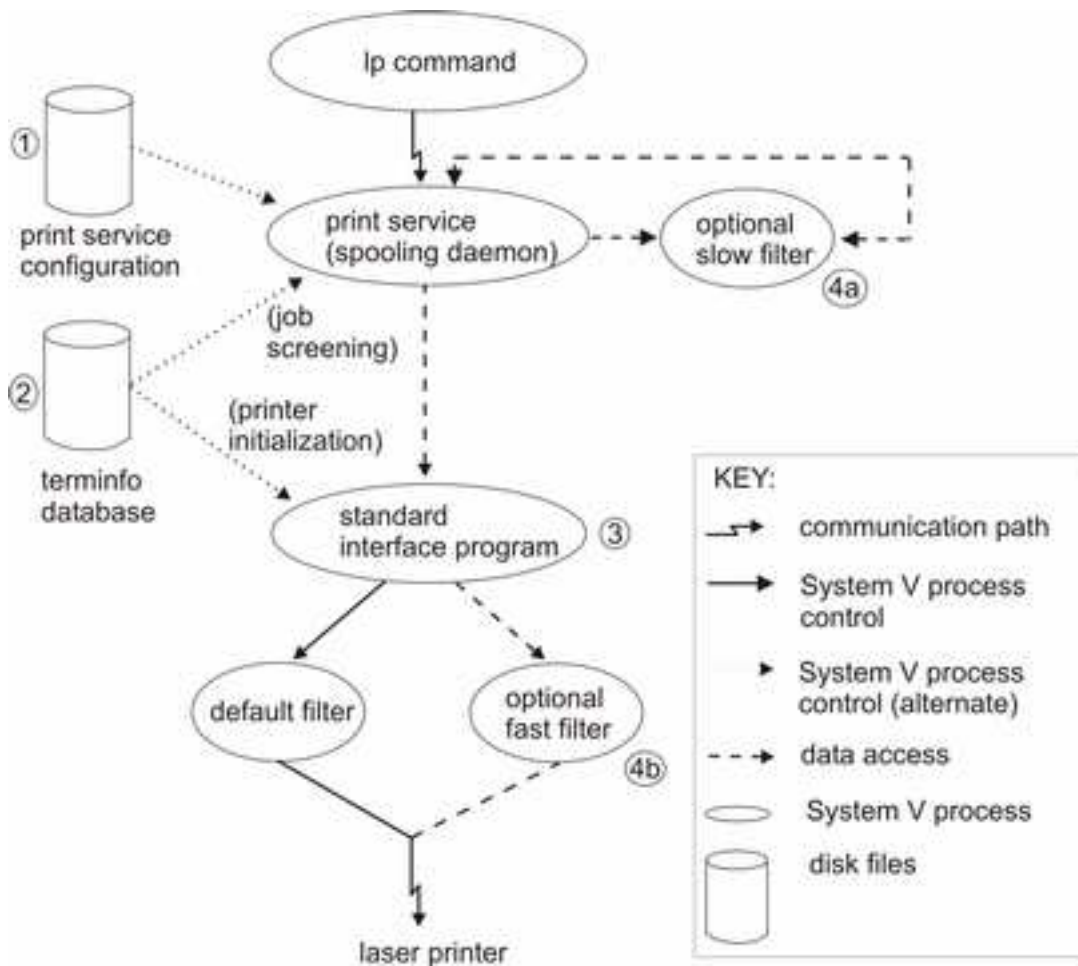 lp command
1
print service
configuration
print service
(spooling daemon)
optional
slow filter
4a
(job
screening)
2
terminfo
database
(printer
initialization)
standard
interface program
3
default filter
optional
fast filter
4b
laser printer
KEY:
communication path
System V process
control
System V process
control (alternate)
data access
System V process
disk files